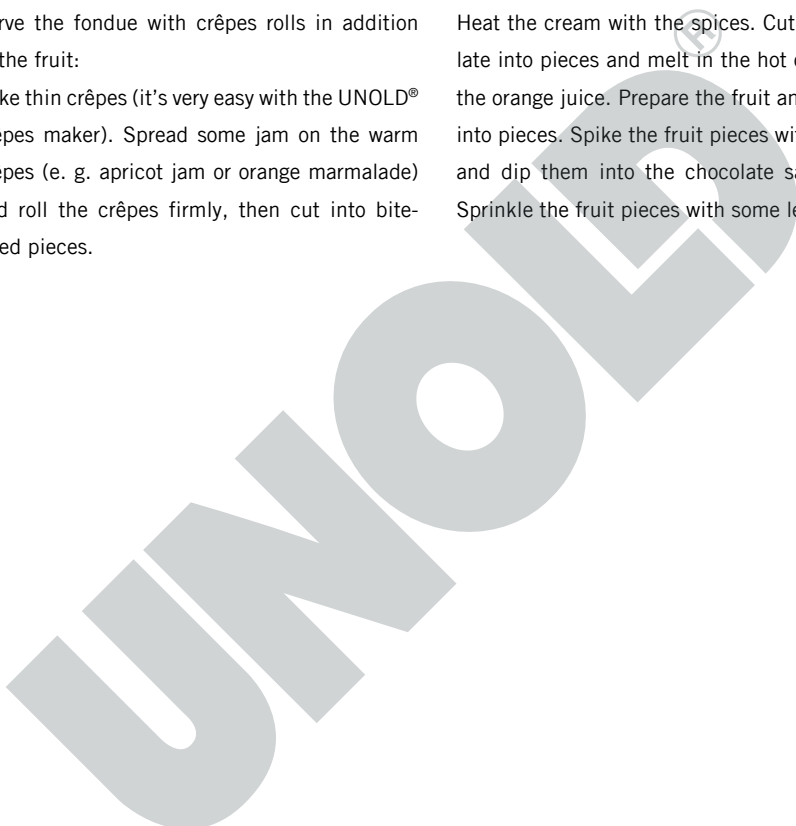 rve the fondue with crêpes rolls in addition
the fruit:
ke thin crêpes (it's very easy with the UNOLD®
epes maker). Spread some jam on the warm
êpes (e. g. apricot jam or orange marmalade)
d roll the crêpes firmly, then cut into bite-
ed pieces.
Heat the cream with the spices. Cut
late into pieces and melt in the hot
the orange juice. Prepare the fruit an
into pieces. Spike the fruit pieces wi
and dip them into the chocolate sa
Sprinkle the fruit pieces with some le
UNOLD®